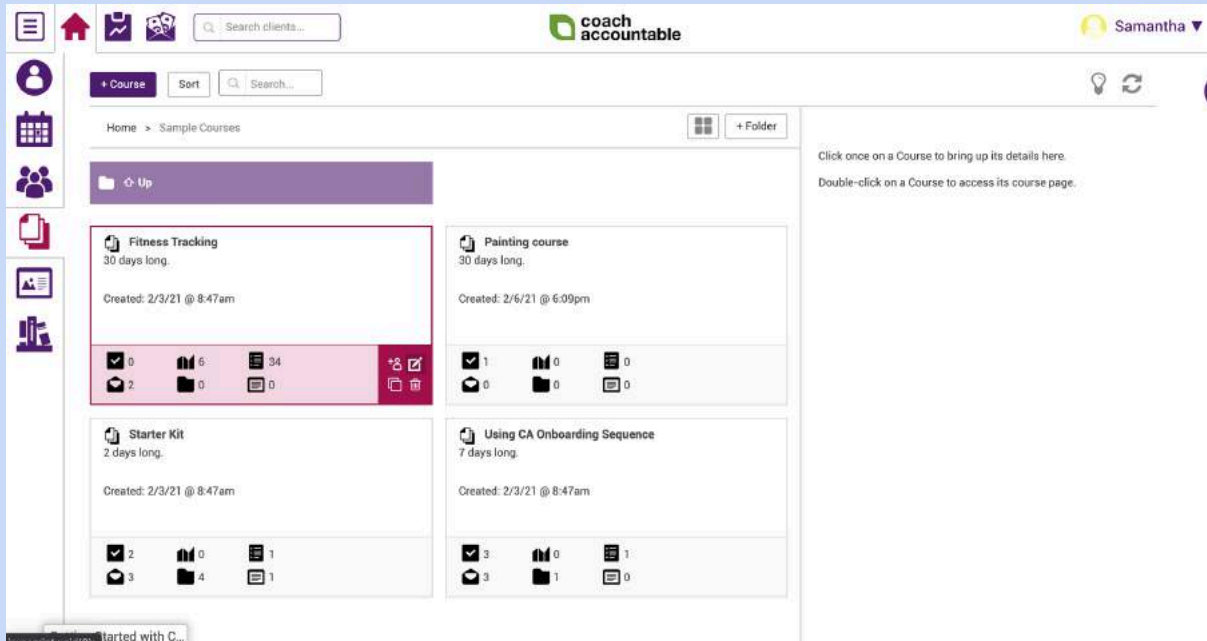 Search clients...
coach
accountable
Samantha ▼
+ Course
Sort
Search...
Home > Sample Courses
+ Folder
Click once on a Course to bring up its details here.
Double-click on a Course to access its course page.
Up
Fitness Tracking
30 days long.
Created: 2/3/21 @ 8:47am
0 6 34
2 0 0
Painting course
30 days long.
Created: 2/6/21 @ 6:09pm
1 0 0
0 0 0
Starter Kit
2 days long.
Created: 2/3/21 @ 8:47am
2 0 1
3 4 1
Using CA Onboarding Sequence
7 days long.
Created: 2/3/21 @ 8:47am
3 0 1
3 1 0
Started with C...